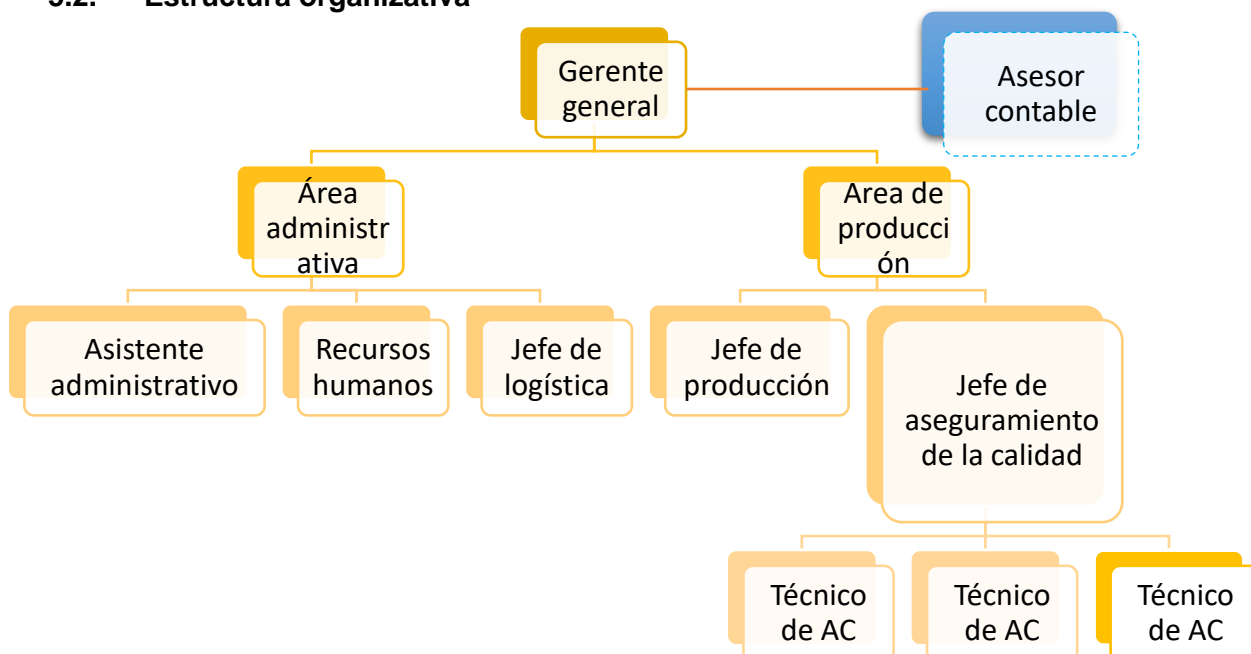 Estructura organizativa
Gerente
general
Asesor
contable
Área
administr
ativa
Area de
producci
ón
Asistente
administrativo
Recursos
humanos
Jefe de
logística
Jefe de
producción
Jefe de
aseguramiento
de la calidad
Técnico
de AC
Técnico
de AC
Técnico
de AC